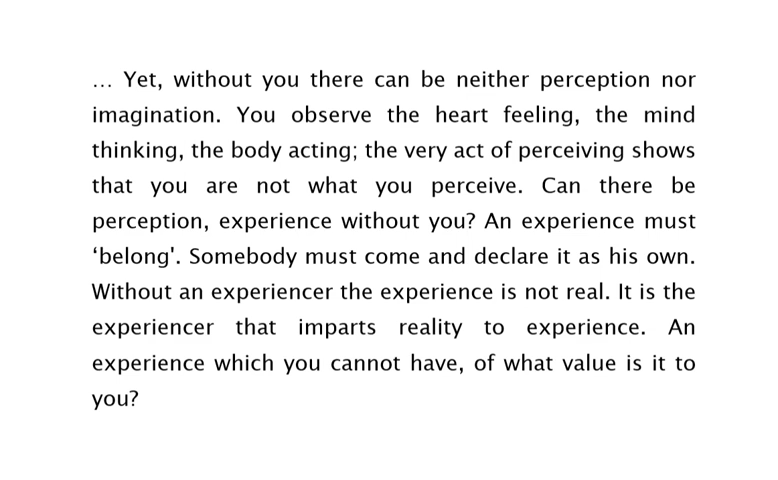 … Yet, without you there can be neither perception nor
imagination. You observe the heart feeling, the mind
thinking, the body acting; the very act of perceiving shows
that you are not what you perceive. Can there be
perception, experience without you? An experience must
‘belong'. Somebody must come and declare it as his own.
Without an experiencer the experience is not real. It is the
experiencer that imparts reality to experience. An
experience which you cannot have, of what value is it to
you?